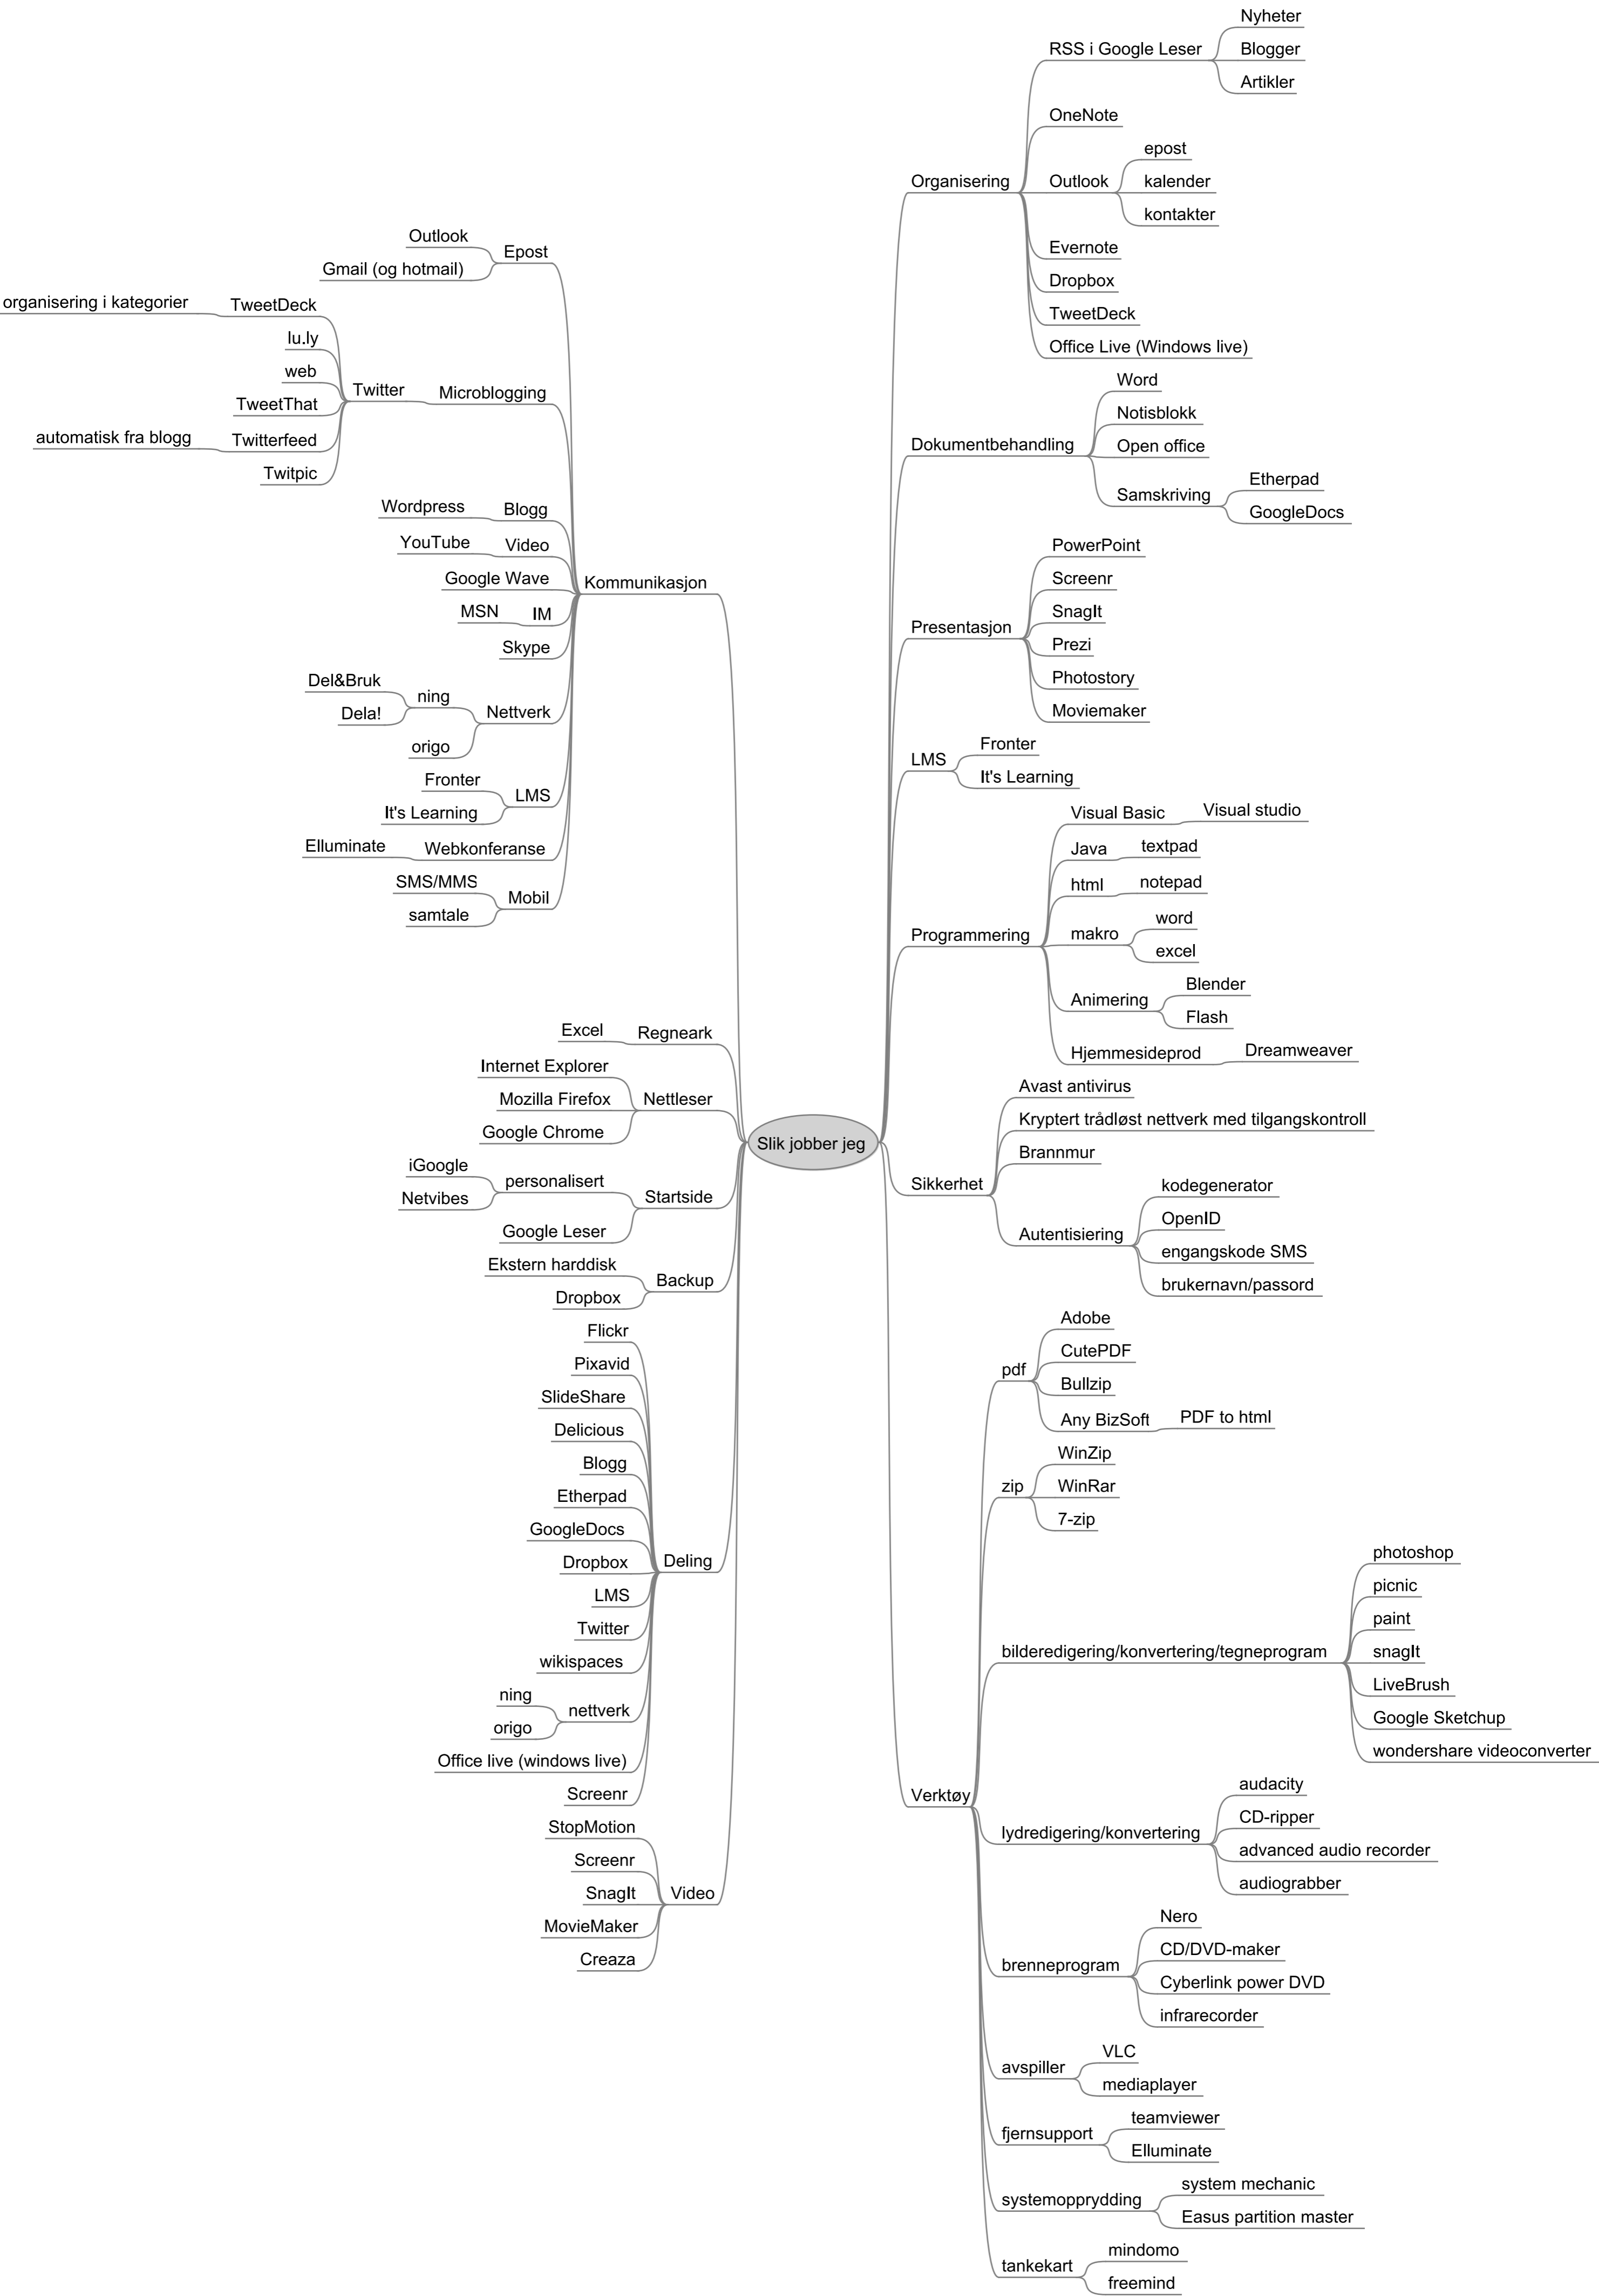 Slik jobber jeg
Organisering
RSS i Google Leser
Nyheter
Blogger
Artikler
OneNote
Outlook
epost
kalender
kontakter
Evernote
Dropbox
TweetDeck
Office Live (Windows live)
Dokumentbehandling
Word
Notisblokk
Open office
Samskriving
Etherpad
GoogleDocs
Presentasjon
PowerPoint
Screenr
SnagIt
Prezi
Photostory
Moviemaker
LMS
Fronter
It's Learning
Programmering
Visual Basic
Visual studio
Java
textpad
html
notepad
makro
word
excel
Animering
Blender
Flash
Hjemmesideprod
Dreamweaver
Sikkerhet
Avast antivirus
Kryptert trådløst nettverk med tilgangskontroll
Brannmur
Autentisiering
kodegenerator
OpenID
engangskode SMS
brukernavn/passord
Verktøy
pdf
Adobe
CutePDF
Bullzip
Any BizSoft
PDF to html
zip
WinZip
WinRar
7-zip
bilderedigering/konvertering/tegneprogram
photoshop
picnic
paint
snagIt
LiveBrush
Google Sketchup
wondershare videoconverter
lydredigering/konvertering
audacity
CD-ripper
advanced audio recorder
audiograbber
brenneprogram
Nero
CD/DVD-maker
Cyberlink power DVD
infrarecorder
avspiller
VLC
mediaplayer
fjernsupport
teamviewer
Elluminate
systemopprydding
system mechanic
Easus partition master
tankekart
mindomo
freemind
Kommunikasjon
Epost
Outlook
Gmail (og hotmail)
Microblogging
Twitter
TweetDeck
organisering i kategorier
lu.ly
web
TweetThat
Twitterfeed
automatisk fra blogg
Twitpic
Blogg
Wordpress
Video
YouTube
Google Wave
IM
MSN
Skype
Nettverk
ning
Del&Bruk
Dela!
origo
LMS
Fronter
It's Learning
Webkonferanse
Elluminate
Mobil
SMS/MMS
samtale
Regneark
Excel
Nettleser
Internet Explorer
Mozilla Firefox
Google Chrome
Startside
personalisert
iGoogle
Netvibes
Google Leser
Backup
Ekstern harddisk
Dropbox
Deling
Flickr
Pixavid
SlideShare
Delicious
Blogg
Etherpad
GoogleDocs
Dropbox
LMS
Twitter
wikispaces
nettverk
ning
origo
Office live (windows live)
Screenr
Video
StopMotion
Screenr
SnagIt
MovieMaker
Creaza